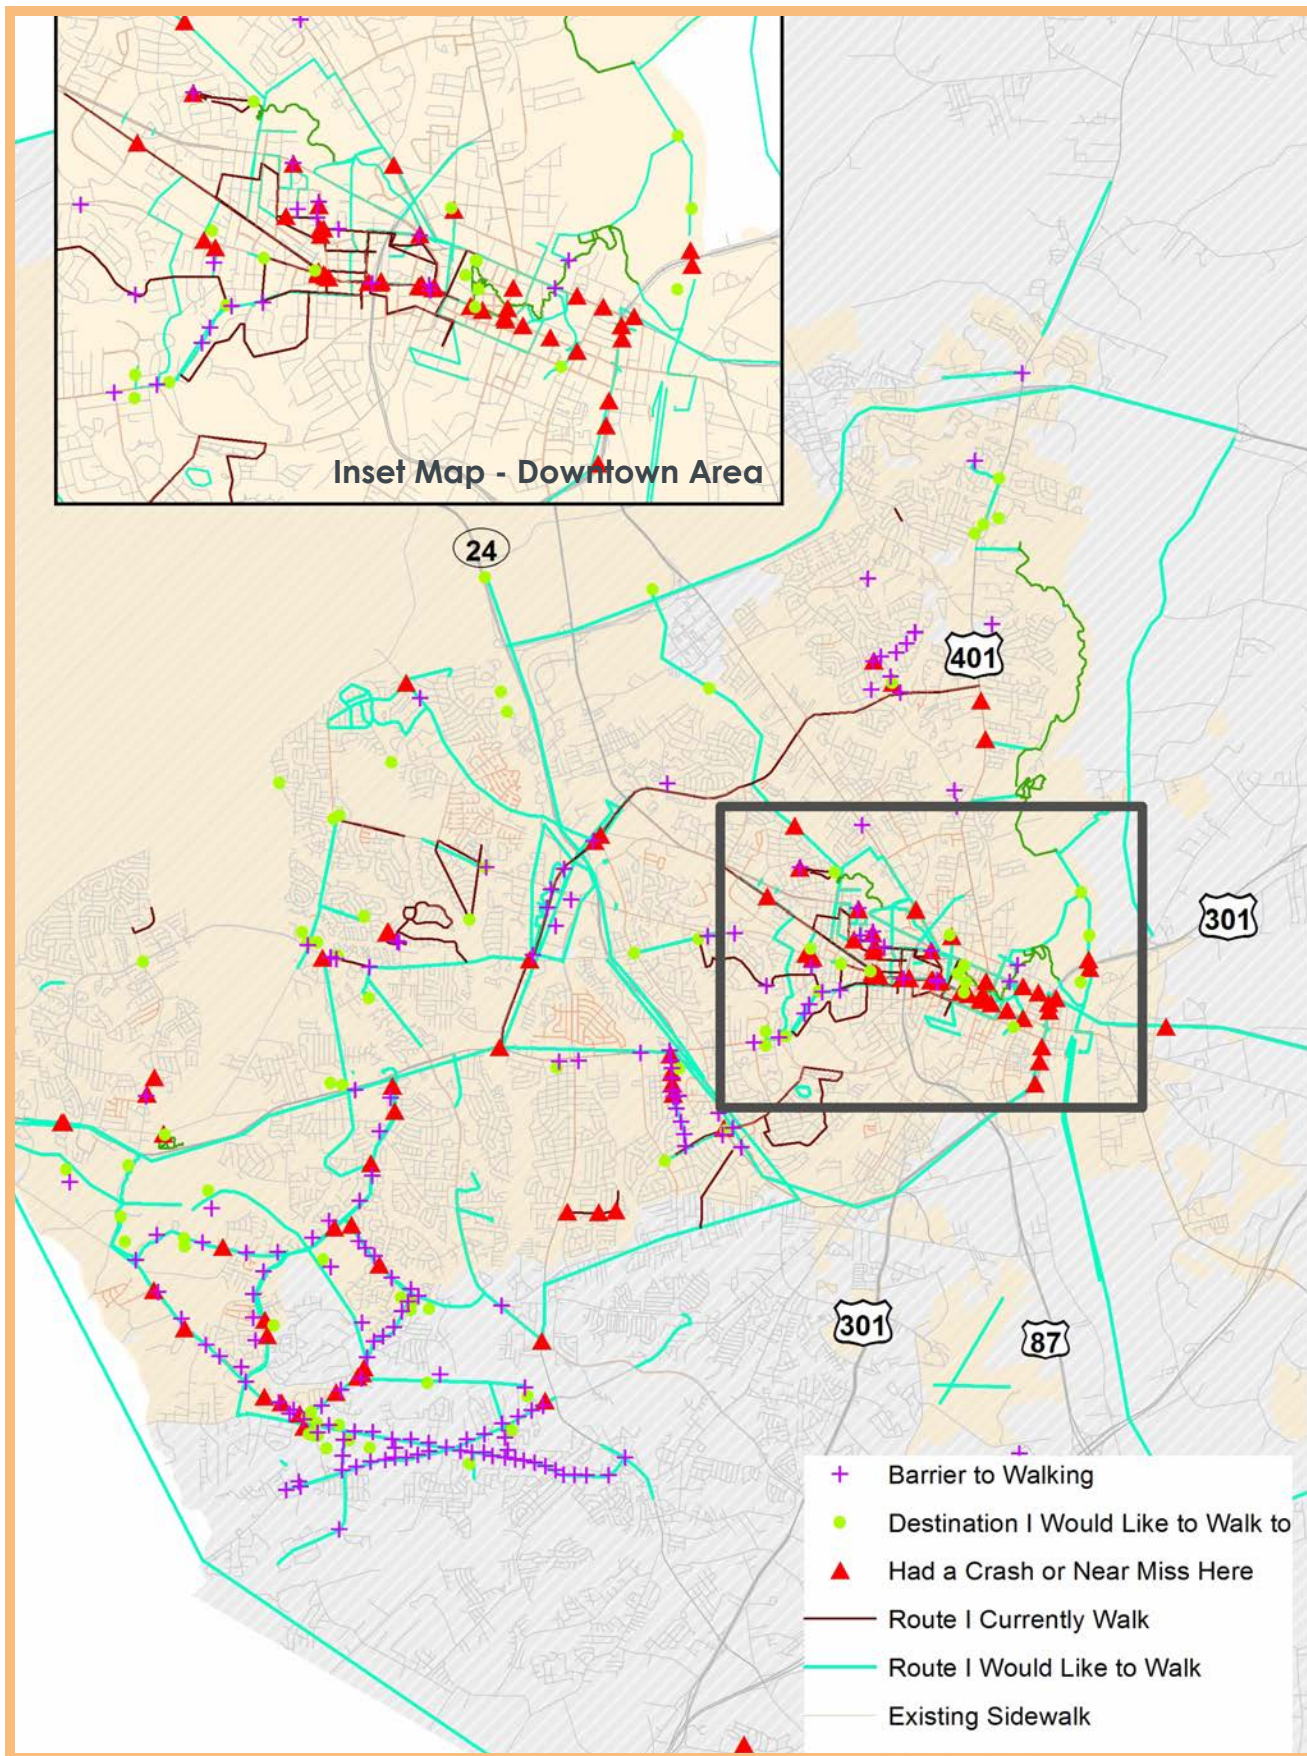 Inset Map - Downtown Area
24
401
301
301
87
Barrier to Walking
Destination I Would Like to Walk to
Had a Crash or Near Miss Here
Route I Currently Walk
Route I Would Like to Walk
Existing Sidewalk